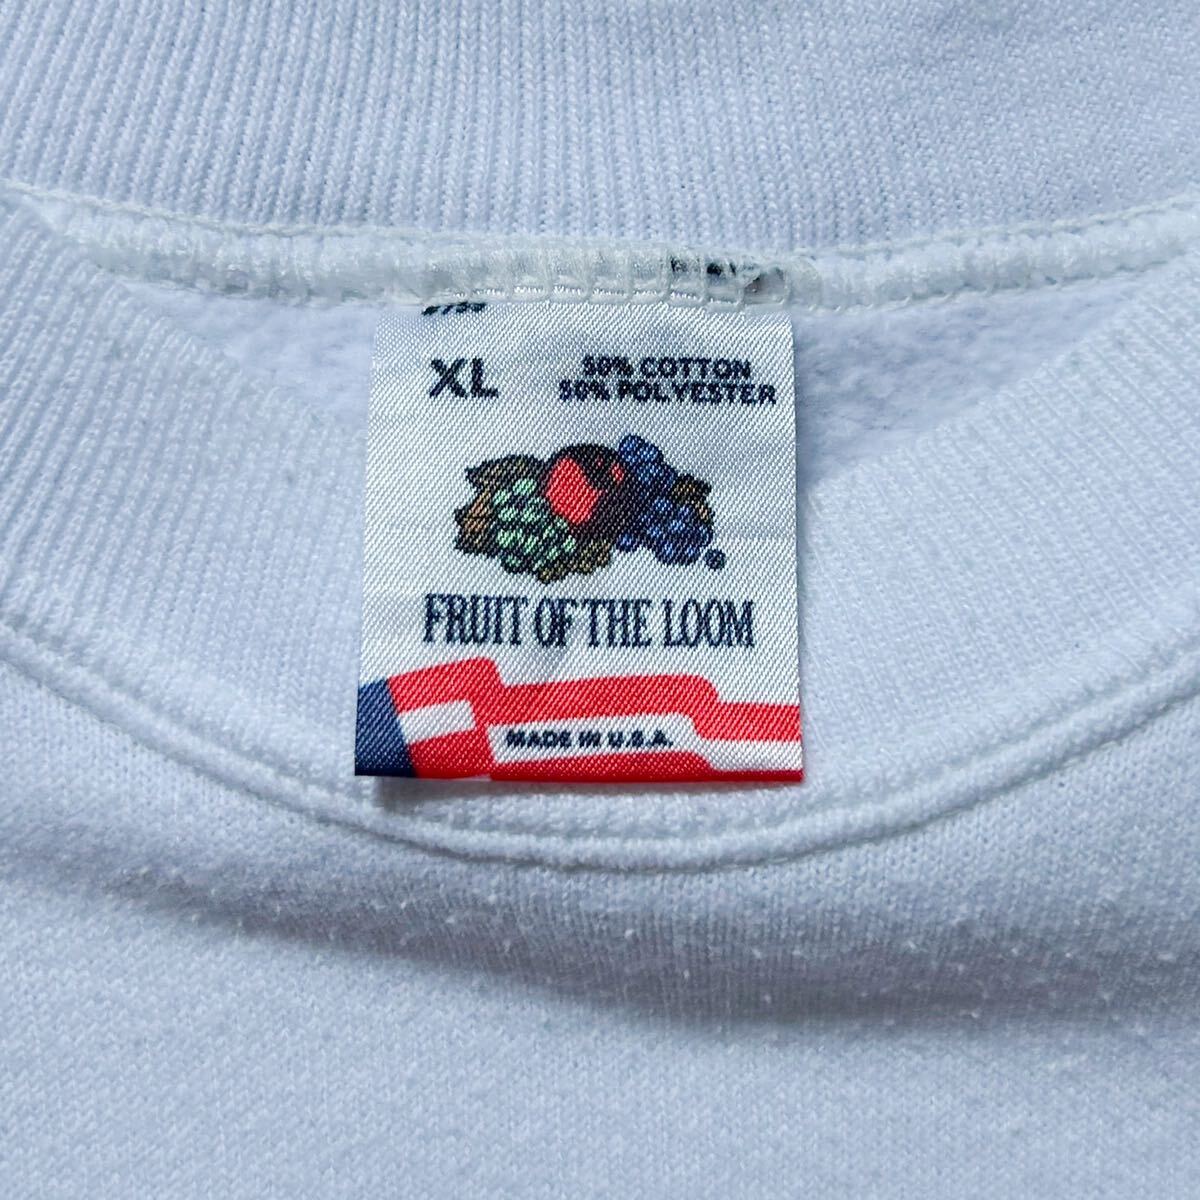 XL
50% COTTON
50% POLYESTER
®
FRUIT OF THE LOOM
MADE IN U.S.A.